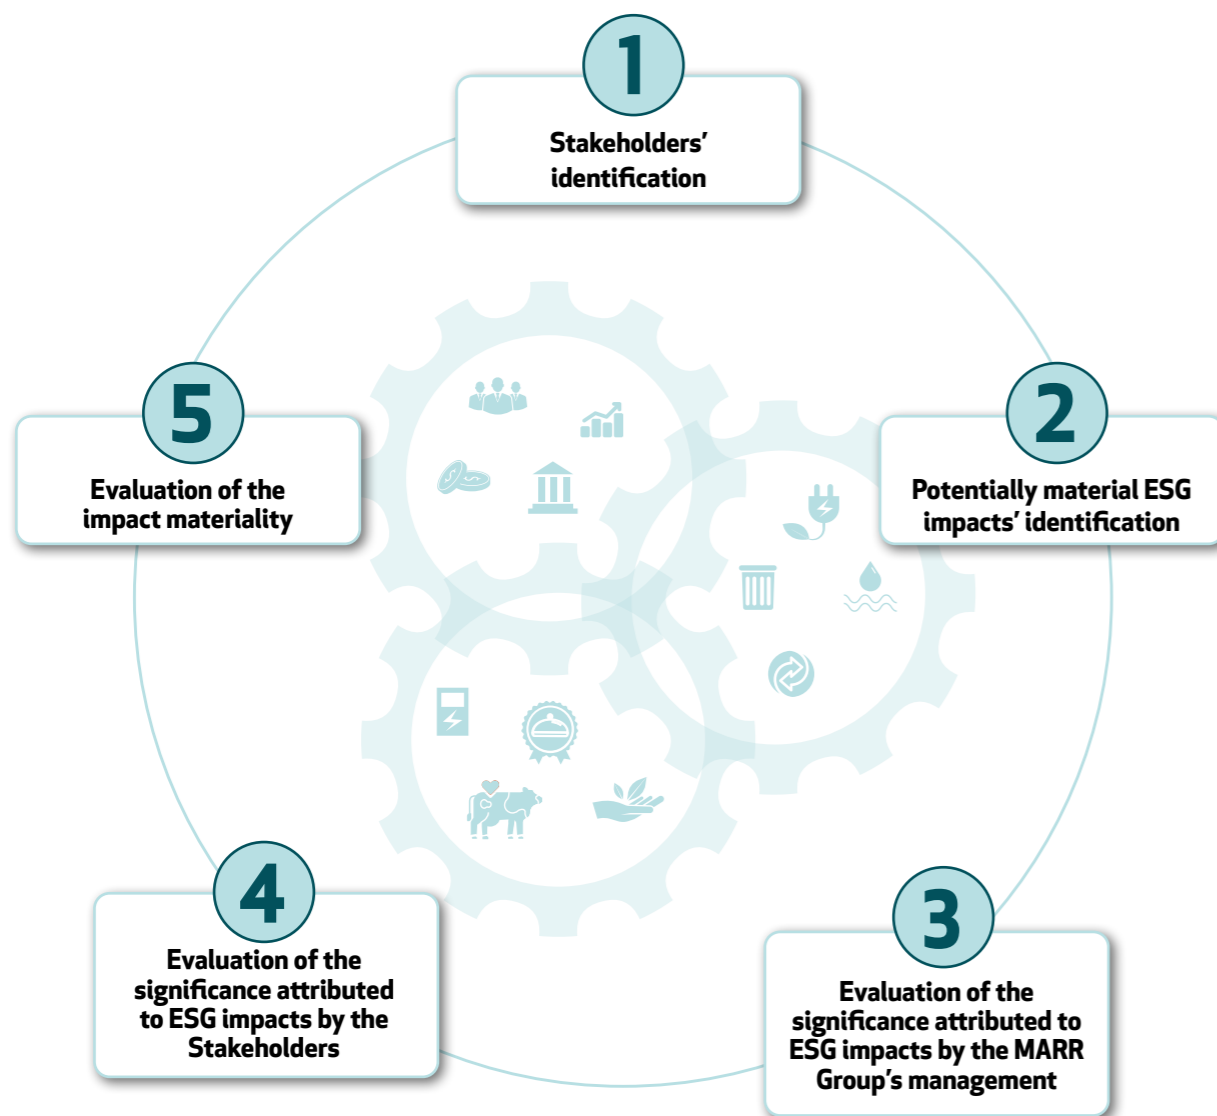 1
Stakeholders’
identification
2
Potentially material ESG
impacts’ identification
3
Evaluation of the
significance attributed to
ESG impacts by the MARR
Group’s management
4
Evaluation of the
significance attributed
to ESG impacts by the
Stakeholders
5
Evaluation of the
impact materiality